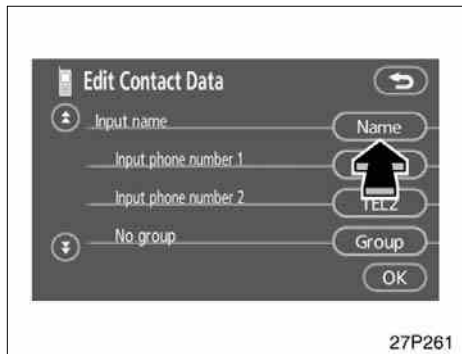 Edit Contact Data
Input name
Name
Input phone number 1
Input phone number 2
TEL2
No group
Group
OK
27P261